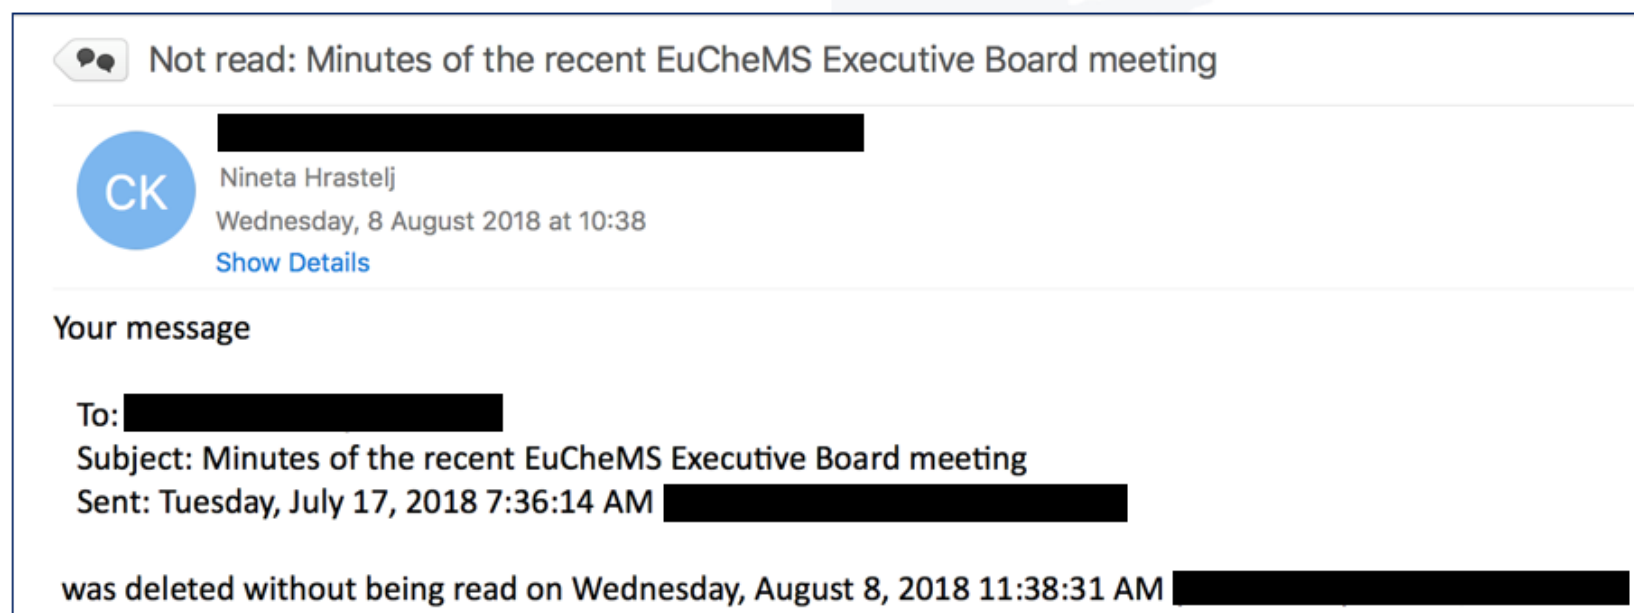 Not read: Minutes of the recent EuCheMS Executive Board meeting
CK
Nineta Hrastelj
Wednesday, 8 August 2018 at 10:38
Show Details
Your message
To:
Subject: Minutes of the recent EuCheMS Executive Board meeting
Sent: Tuesday, July 17, 2018 7:36:14 AM
was deleted without being read on Wednesday, August 8, 2018 11:38:31 AM